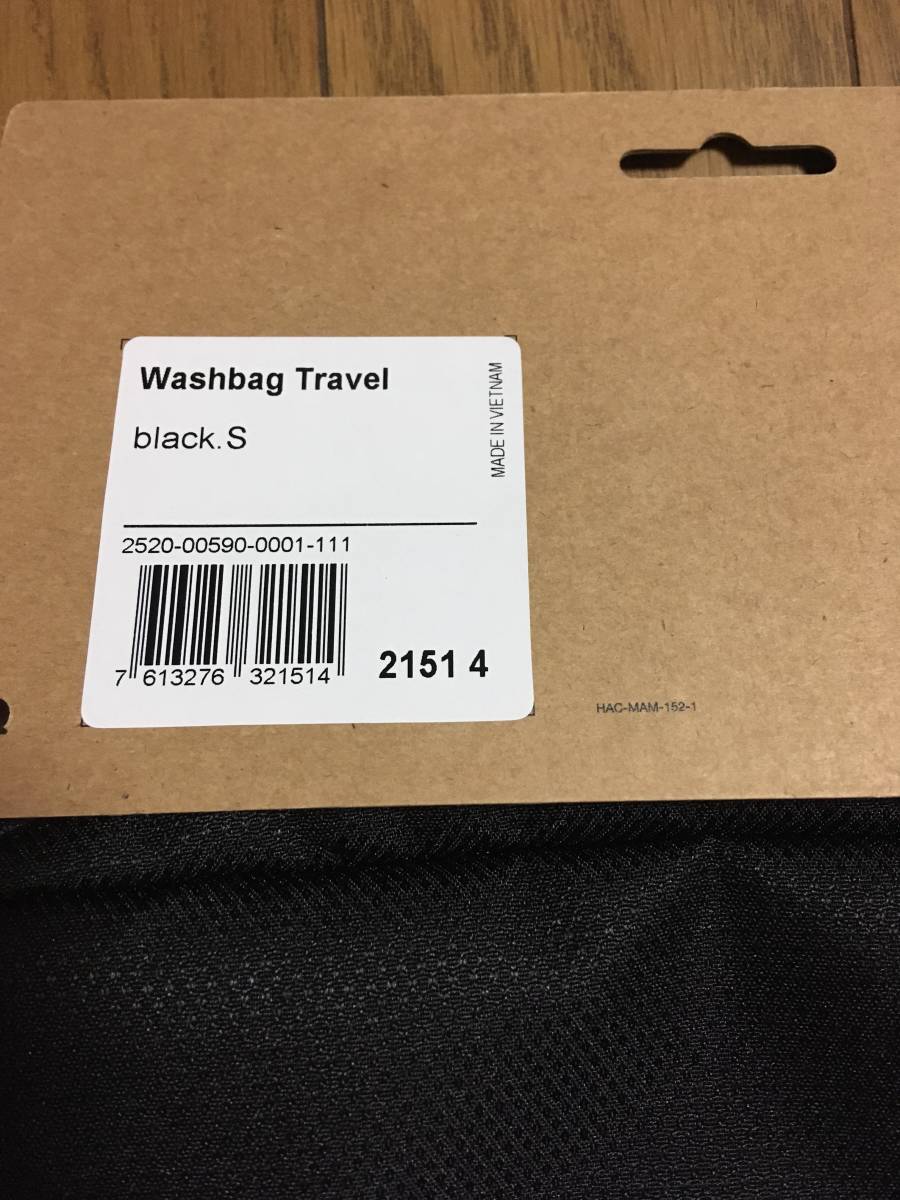 Washbag Travel
black.S
MADE IN VIETNAM
2520-00590-0001-111
7 613276 321514
2151 4
HAC-MAM-152-1